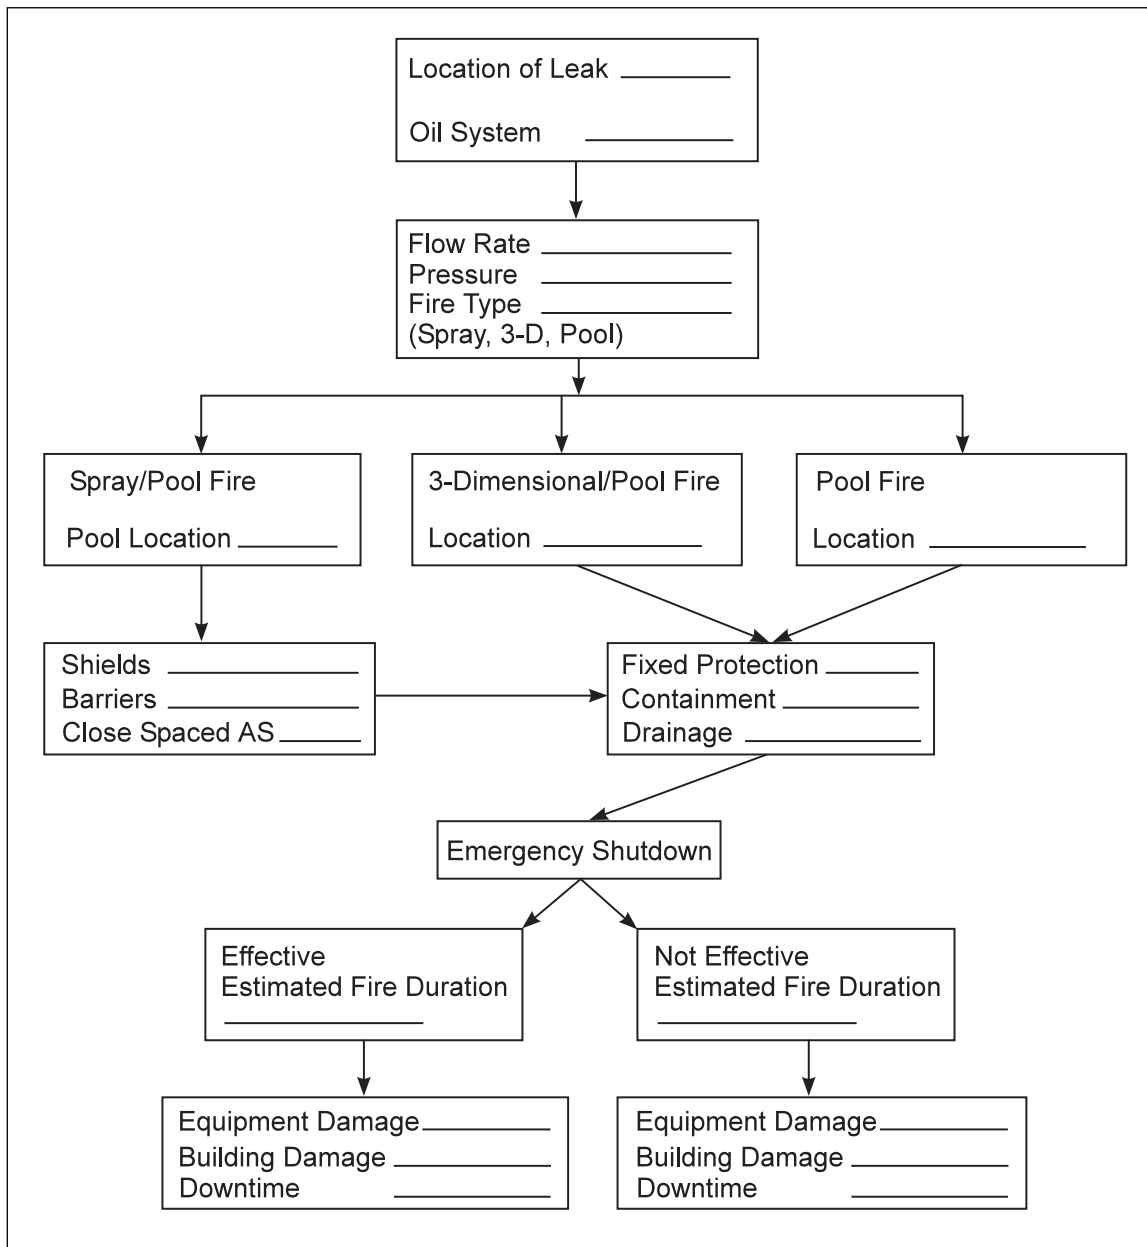 Location of Leak
Oil System
Flow Rate
Pressure
Fire Type
(Spray, 3-D, Pool)
Spray/Pool Fire
Pool Location
3-Dimensional/Pool Fire
Location
Pool Fire
Location
Shields
Barriers
Close Spaced AS
Fixed Protection
Containment
Drainage
Emergency Shutdown
Effective
Estimated Fire Duration
Not Effective
Estimated Fire Duration
Equipment Damage
Building Damage
Downtime
Equipment Damage
Building Damage
Downtime